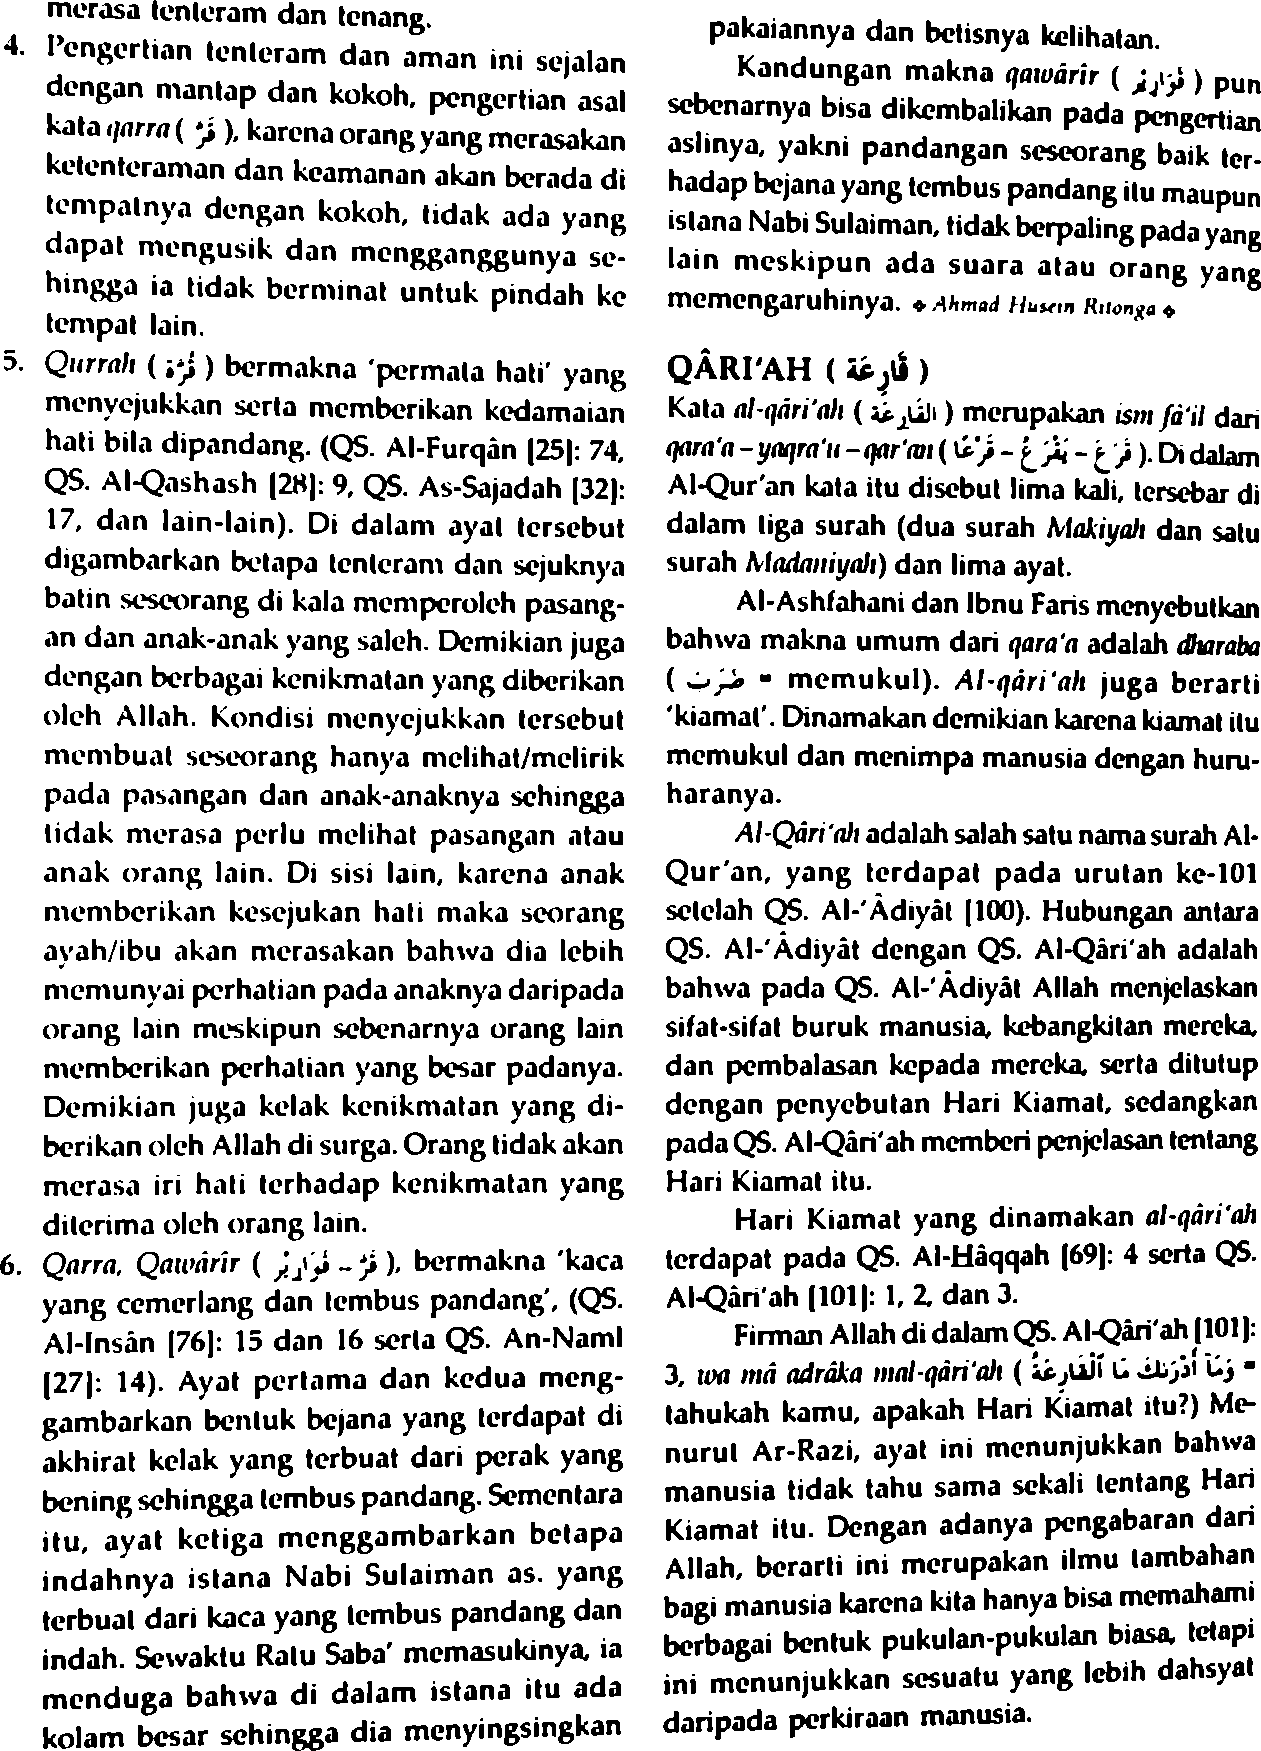 merasa tenteram dan tenang.
4. Pengertian tenteram dan aman ini sejalan
dengan mantap dan kokoh, pengertian asal
kata qarra ( قَرَّ ), karena orang yang merasakan
ketenteraman dan keamanan akan berada di
tempatnya dengan kokoh, tidak ada yang
dapat mengusik dan mengganggunya se-
hingga ia tidak berminat untuk pindah ke
tempat lain.
5. Qurrah ( قُرَّة ) bermakna 'permata hati' yang
menyejukkan serta memberikan kedamaian
hati bila dipandang. (QS. Al-Furqân [25]: 74,
QS. Al-Qashash [28]: 9, QS. As-Sajadah [32]:
17, dan lain-lain). Di dalam ayat tersebut
digambarkan betapa tenteram dan sejuknya
batin seseorang di kala memperoleh pasang-
an dan anak-anak yang saleh. Demikian juga
dengan berbagai kenikmatan yang diberikan
oleh Allah. Kondisi menyejukkan tersebut
membuat seseorang hanya melihat/melirik
pada pasangan dan anak-anaknya sehingga
tidak merasa perlu melihat pasangan atau
anak orang lain. Di sisi lain, karena anak
memberikan kesejukan hati maka seorang
ayah/ibu akan merasakan bahwa dia lebih
memunyai perhatian pada anaknya daripada
orang lain meskipun sebenarnya orang lain
memberikan perhatian yang besar padanya.
Demikian juga kelak kenikmatan yang di-
berikan oleh Allah di surga. Orang tidak akan
merasa iri hati terhadap kenikmatan yang
diterima oleh orang lain.
6. Qarra, Qawârîr ( قَرَّ - قَوَارِيْرُ ), bermakna 'kaca
yang cemerlang dan tembus pandang', (QS.
Al-Insân [76]: 15 dan 16 serta QS. An-Naml
[27]: 14). Ayat pertama dan kedua meng-
gambarkan bentuk bejana yang terdapat di
akhirat kelak yang terbuat dari perak yang
bening sehingga tembus pandang. Sementara
itu, ayat ketiga menggambarkan betapa
indahnya istana Nabi Sulaiman as. yang
terbuat dari kaca yang tembus pandang dan
indah. Sewaktu Ratu Saba' memasukinya, ia
menduga bahwa di dalam istana itu ada
kolam besar sehingga dia menyingsingkan
pakaiannya dan betisnya kelihatan.
Kandungan makna qawârîr ( قَوَارِيْرُ ) pun
sebenarnya bisa dikembalikan pada pengertian
aslinya, yakni pandangan seseorang baik ter-
hadap bejana yang tembus pandang itu maupun
istana Nabi Sulaiman, tidak berpaling pada yang
lain meskipun ada suara atau orang yang
memengaruhinya. ❖ Ahmad Husein Ritonga ❖
QÂRI'AH ( قَارِعَة )
Kata al-qâri'ah ( القَارِعَة ) merupakan ism fâ'il dari
qara'a – yaqra'u – qar'an ( قَرَعَ - يَقْرَعُ - قَرْعًا ). Di dalam
Al-Qur'an kata itu disebut lima kali, tersebar di
dalam tiga surah (dua surah Makiyah dan satu
surah Madaniyah) dan lima ayat.
Al-Ashfahani dan Ibnu Faris menyebutkan
bahwa makna umum dari qara'a adalah dharaba
( ضَرَبَ = memukul). Al-qâri'ah juga berarti
'kiamat'. Dinamakan demikian karena kiamat itu
memukul dan menimpa manusia dengan huru-
haranya.
Al-Qâri'ah adalah salah satu nama surah Al-
Qur'an, yang terdapat pada urutan ke-101
setelah QS. Al-'Âdiyât [100). Hubungan antara
QS. Al-'Âdiyât dengan QS. Al-Qâri'ah adalah
bahwa pada QS. Al-'Âdiyât Allah menjelaskan
sifat-sifat buruk manusia, kebangkitan mereka,
dan pembalasan kepada mereka, serta ditutup
dengan penyebutan Hari Kiamat, sedangkan
pada QS. Al-Qâri'ah memberi penjelasan tentang
Hari Kiamat itu.
Hari Kiamat yang dinamakan al-qâri'ah
terdapat pada QS. Al-Hâqqah [69]: 4 serta QS.
Al-Qâri'ah [101]: 1, 2, dan 3.
Firman Allah di dalam QS. Al-Qâri'ah [101]:
3, wa mâ adrâka mal-qâri'ah ( وَمَآ أَدْرَىٰكَ مَا ٱلْقَارِعَةُ =
tahukah kamu, apakah Hari Kiamat itu?) Me-
nurut Ar-Razi, ayat ini menunjukkan bahwa
manusia tidak tahu sama sekali tentang Hari
Kiamat itu. Dengan adanya pengabaran dari
Allah, berarti ini merupakan ilmu tambahan
bagi manusia karena kita hanya bisa memahami
berbagai bentuk pukulan-pukulan biasa, tetapi
ini menunjukkan sesuatu yang lebih dahsyat
daripada perkiraan manusia.